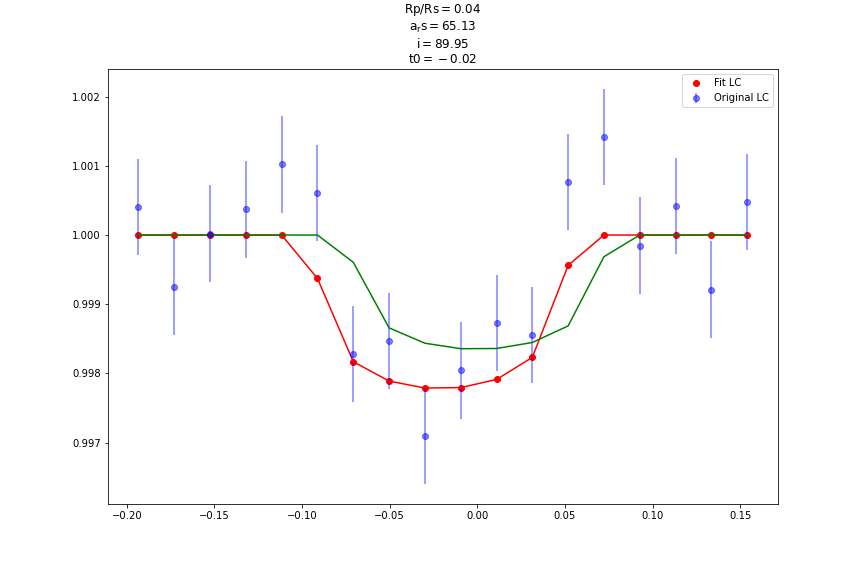 Rp/Rs = 0.04
a_rs = 65.13
i = 89.95
t0 = −0.02
Fit LC
Original LC
1.002
1.001
1.000
0.999
0.998
0.997
−0.20
−0.15
−0.10
−0.05
0.00
0.05
0.10
0.15